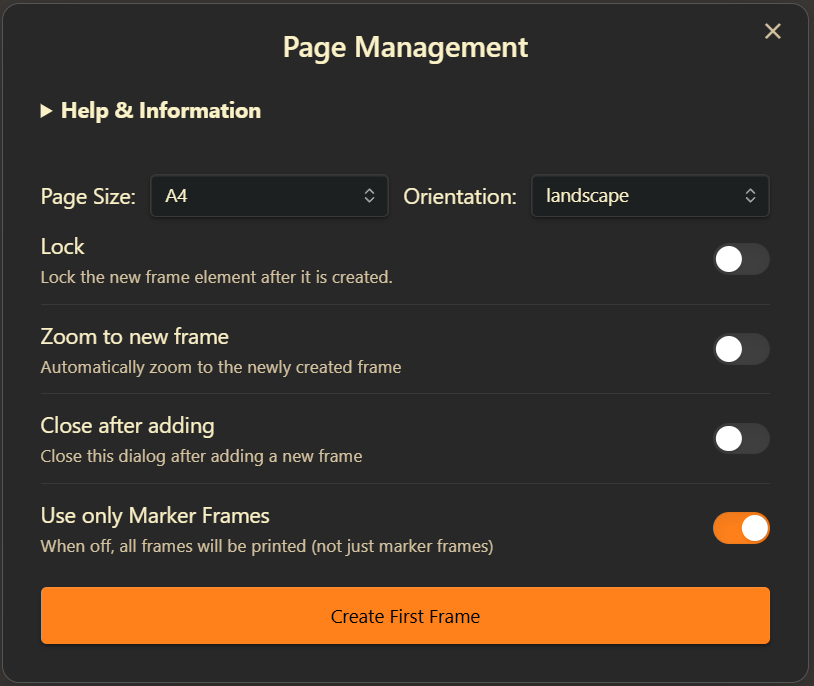 Page Management
Help & Information
Page Size: A4 Orientation: landscape
Lock
Lock the new frame element after it is created.
Zoom to new frame
Automatically zoom to the newly created frame
Close after adding
Close this dialog after adding a new frame
Use only Marker Frames
When off, all frames will be printed (not just marker frames)
Create First Frame